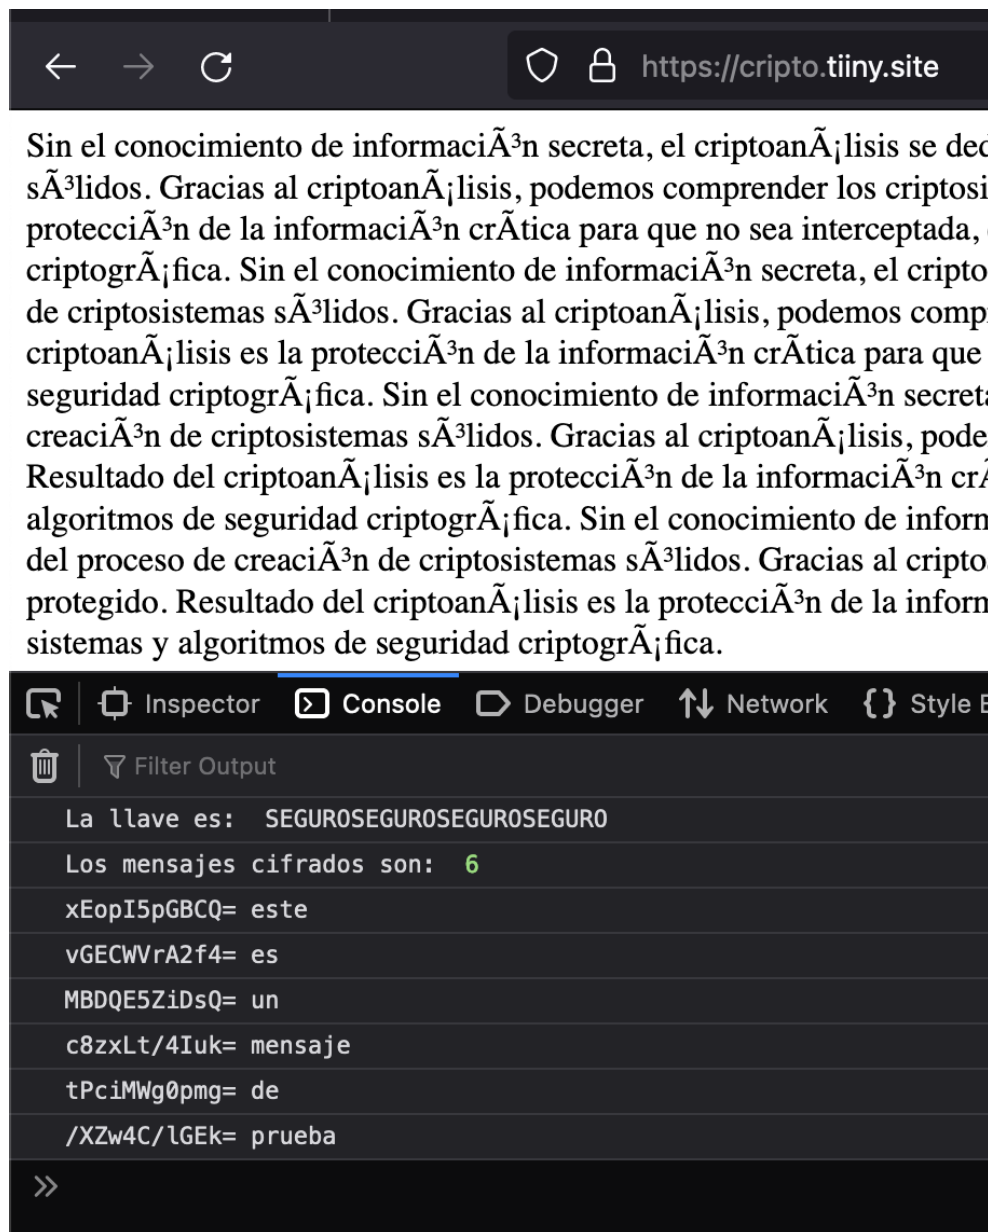 https://cripto.tiiny.site
Sin el conocimiento de informaciÃ³n secreta, el criptoanÃ¡lisis se ded
sÃ³lidos. Gracias al criptoanÃ¡lisis, podemos comprender los criptosi
protecciÃ³n de la informaciÃ³n crÃtica para que no sea interceptada,
criptogrÃ¡fica. Sin el conocimiento de informaciÃ³n secreta, el cripto
de criptosistemas sÃ³lidos. Gracias al criptoanÃ¡lisis, podemos comp
criptoanÃ¡lisis es la protecciÃ³n de la informaciÃ³n crÃtica para que
seguridad criptogrÃ¡fica. Sin el conocimiento de informaciÃ³n secreta
creaciÃ³n de criptosistemas sÃ³lidos. Gracias al criptoanÃ¡lisis, pode
Resultado del criptoanÃ¡lisis es la protecciÃ³n de la informaciÃ³n crÃ
algoritmos de seguridad criptogrÃ¡fica. Sin el conocimiento de inform
del proceso de creaciÃ³n de criptosistemas sÃ³lidos. Gracias al cripto
protegido. Resultado del criptoanÃ¡lisis es la protecciÃ³n de la inform
sistemas y algoritmos de seguridad criptogrÃ¡fica.
Inspector Console Debugger Network Style E
Filter Output
La llave es: SEGUROSEGUROSEGUROSEGURO
Los mensajes cifrados son: 6
xEopI5pGBCQ= este
vGECWVrA2f4= es
MBDQE5ZiDsQ= un
c8zxLt/4Iuk= mensaje
tPciMWg0pmg= de
/XZw4C/lGEk= prueba